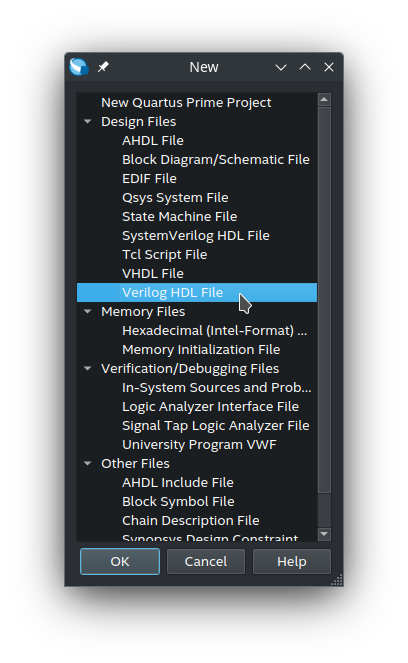 New
New Quartus Prime Project
Design Files
AHDL File
Block Diagram/Schematic File
EDIF File
Qsys System File
State Machine File
SystemVerilog HDL File
Tcl Script File
VHDL File
Verilog HDL File
Memory Files
Hexadecimal (Intel-Format) ...
Memory Initialization File
Verification/Debugging Files
In-System Sources and Prob...
Logic Analyzer Interface File
Signal Tap Logic Analyzer File
University Program VWF
Other Files
AHDL Include File
Block Symbol File
Chain Description File
Synopsys Design Constraint
OK Cancel Help